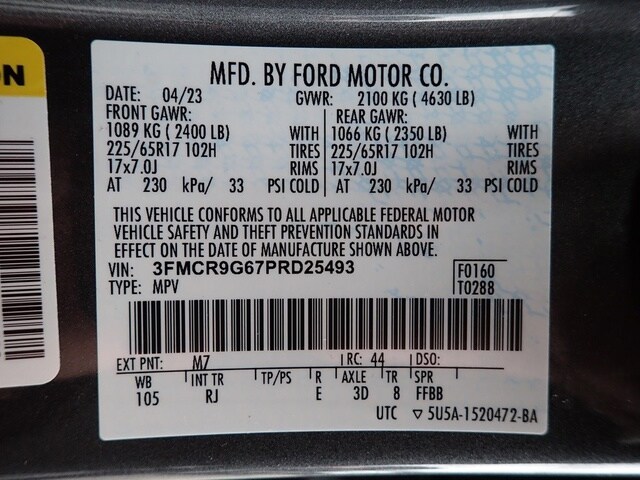 ON
MFD. BY FORD MOTOR CO.
DATE: 04/23 GVWR: 2100 KG ( 4630 LB)
FRONT GAWR: REAR GAWR:
1089 KG ( 2400 LB) WITH 1066 KG ( 2350 LB) WITH
225/65R17 102H TIRES 225/65R17 102H TIRES
17x7.0J RIMS 17x7.0J RIMS
AT 230 kPa/ 33 PSI COLD AT 230 kPa/ 33 PSI COLD
THIS VEHICLE CONFORMS TO ALL APPLICABLE FEDERAL MOTOR
VEHICLE SAFETY AND THEFT PREVENTION STANDARDS IN
EFFECT ON THE DATE OF MANUFACTURE SHOWN ABOVE.
VIN: 3FMCR9G67PRD25493 F0160
TYPE: MPV T0288
EXT PNT: M7 RC: 44 DSO:
WB INT TR TP/PS R AXLE TR SPR
105 RJ E 3D 8 FFBB
UTC ▽ 5U5A-1520472-BA